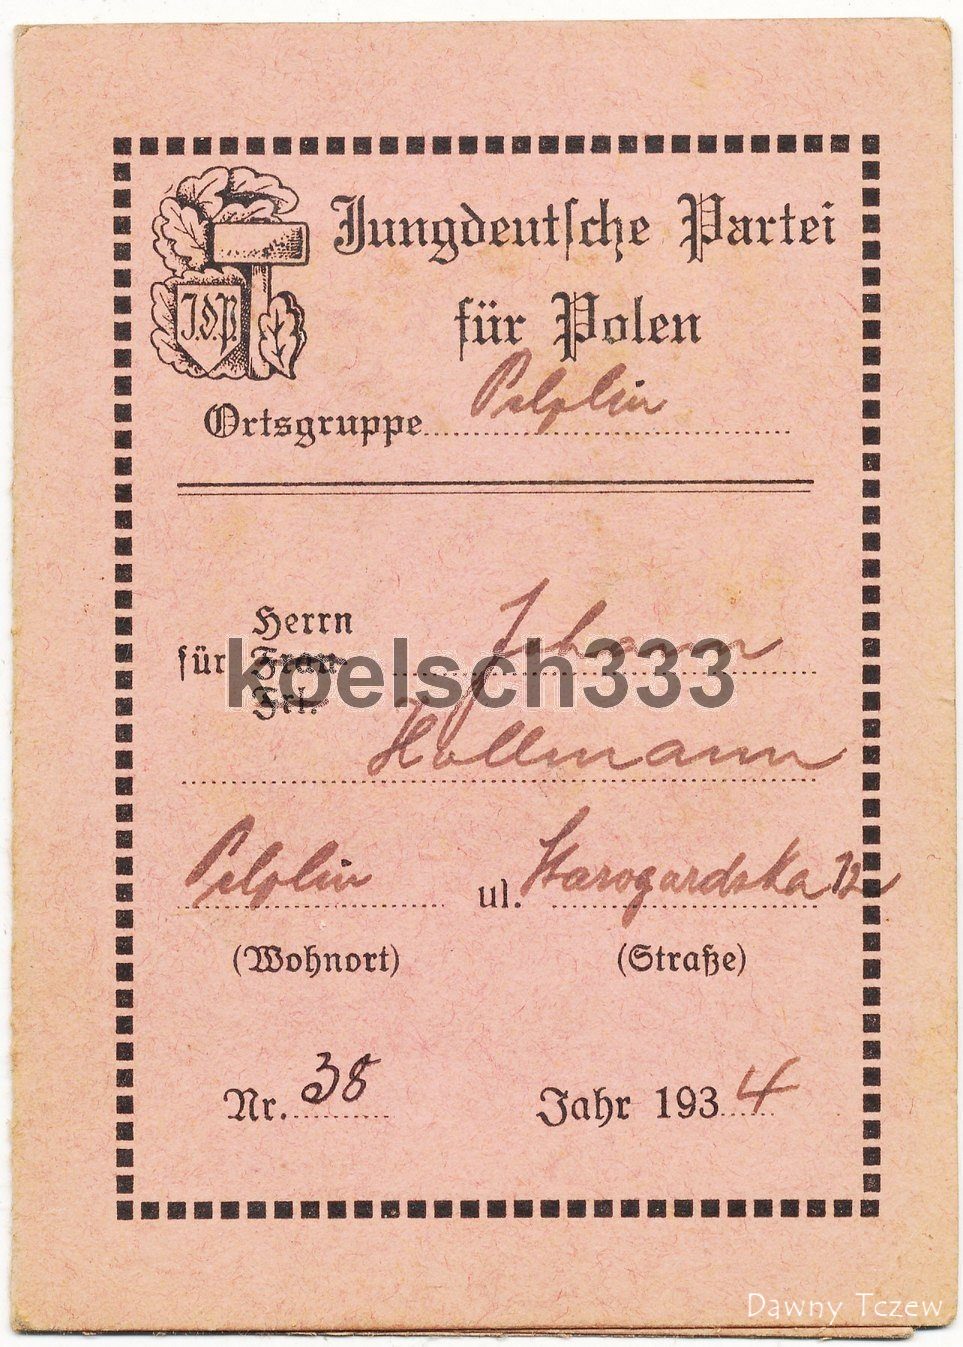 Jungdeutsche Partei
für Polen
J.d.P.
Ortsgruppe Pelplin
Herrn
für Frau Johann
Frl.
Hollmann
Pelplin ul. Starogardska 12
(Wohnort) (Straße)
Nr. 38 Jahr 1934
koelsch333
Dawny Tczew